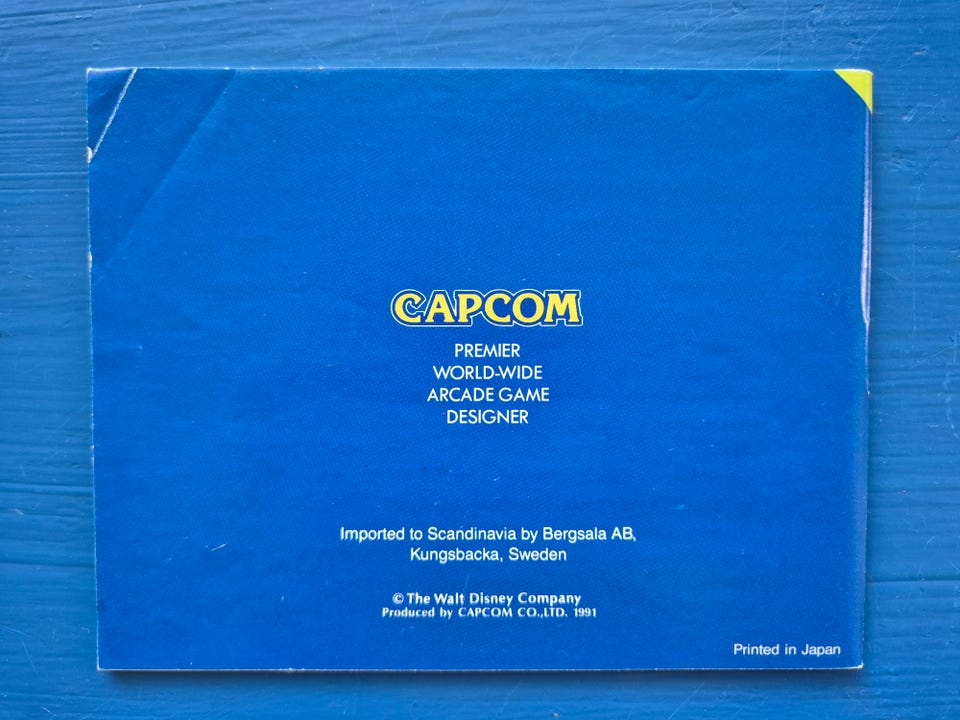 CAPCOM
PREMIER
WORLD-WIDE
ARCADE GAME
DESIGNER
Imported to Scandinavia by Bergsala AB,
Kungsbacka, Sweden
© The Walt Disney Company
Produced by CAPCOM CO.,LTD. 1991
Printed in Japan